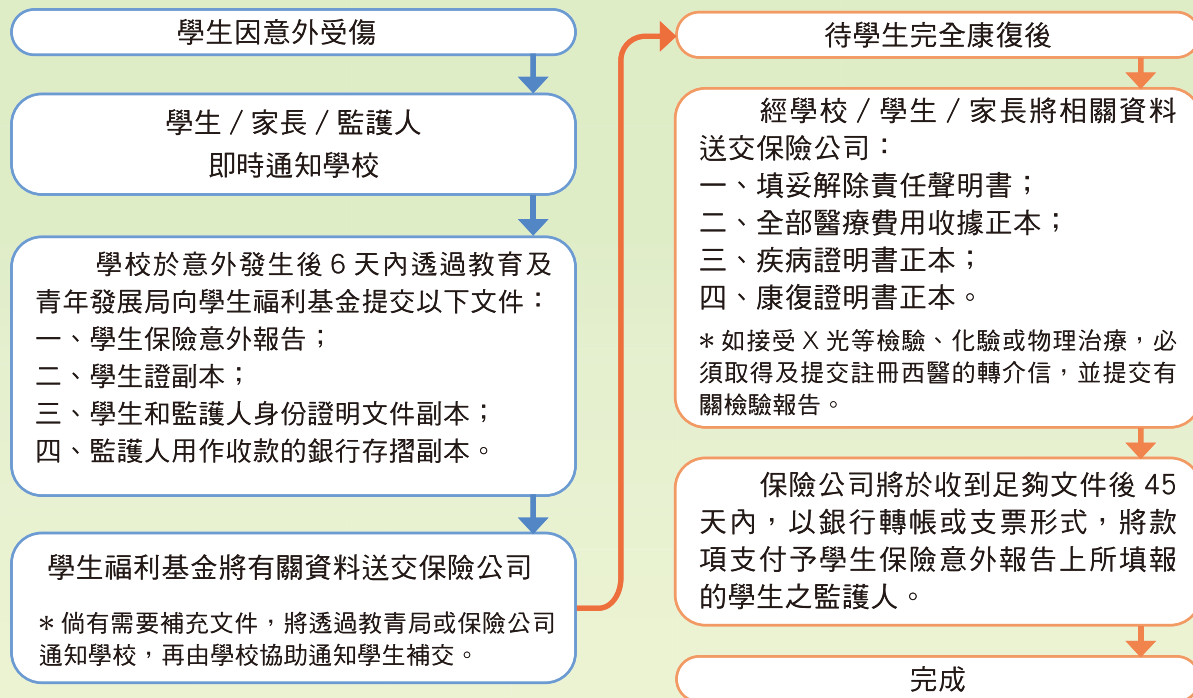 學生因意外受傷
學生／家長／監護人
即時通知學校
學校於意外發生後 6 天內透過教育及
青年發展局向學生福利基金提交以下文件：
一、學生保險意外報告；
二、學生證副本；
三、學生和監護人身份證明文件副本；
四、監護人用作收款的銀行存摺副本。
學生福利基金將有關資料送交保險公司
＊倘有需要補充文件，將透過教青局或保險公司
通知學校，再由學校協助通知學生補交。
待學生完全康復後
經學校／學生／家長將相關資料
送交保險公司：
一、填妥解除責任聲明書；
二、全部醫療費用收據正本；
三、疾病證明書正本；
四、康復證明書正本。
＊如接受 X 光等檢驗、化驗或物理治療，必
須取得及提交註冊西醫的轉介信，並提交有
關檢驗報告。
保險公司將於收到足夠文件後 45
天內，以銀行轉帳或支票形式，將款
項支付予學生保險意外報告上所填報
的學生之監護人。
完成